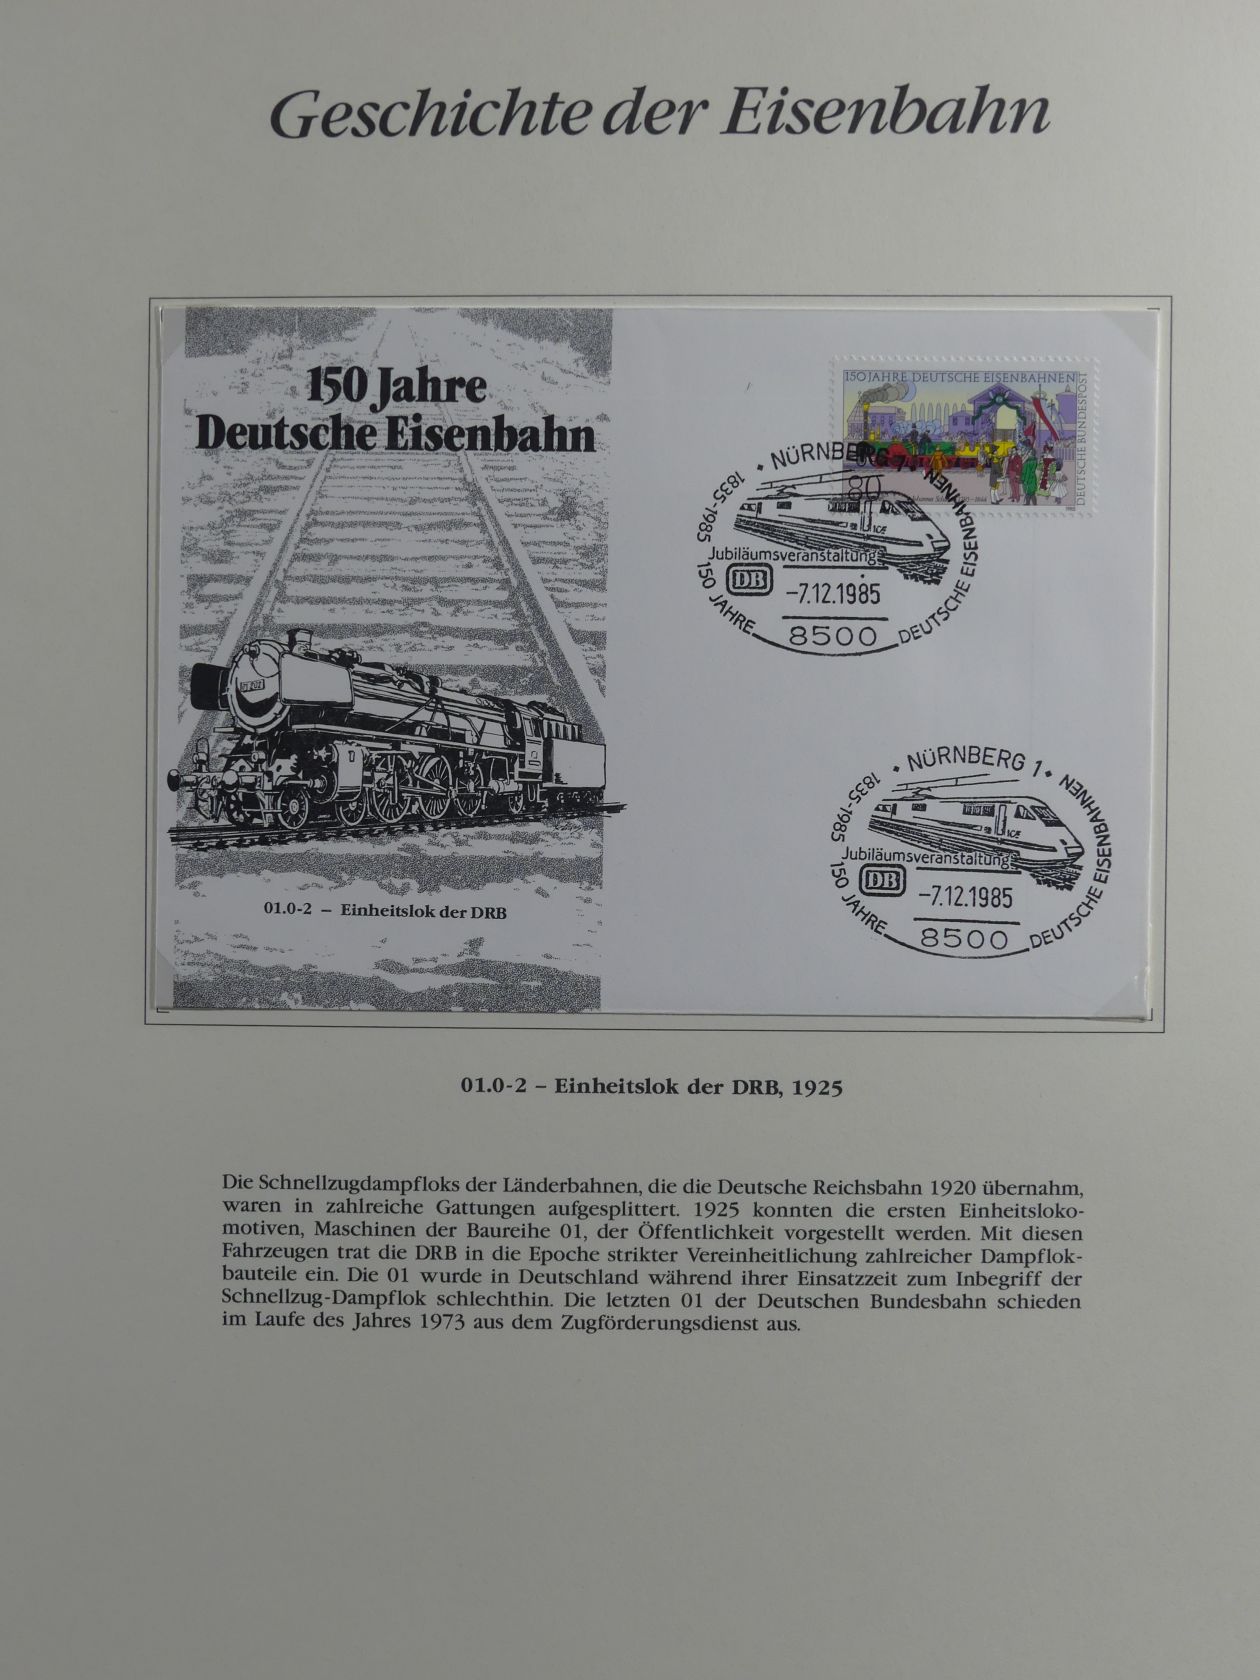 Geschichte der Eisenbahn
150 Jahre
Deutsche Eisenbahn
01.0-2 – Einheitslok der DRB
150 JAHRE DEUTSCHE EISENBAHNEN
DEUTSCHE BUNDESPOST
80
1985
NÜRNBERG
1835-1985
ICE
Jubiläumsveranstaltung
DB
-7.12.1985
8500
150 JAHRE
DEUTSCHE EISENBAHNEN
NÜRNBERG 1
1835-1985
ICE
Jubiläumsveranstaltung
DB
-7.12.1985
8500
150 JAHRE
DEUTSCHE EISENBAHNEN
01.0-2 – Einheitslok der DRB, 1925
Die Schnellzugdampfloks der Länderbahnen, die die Deutsche Reichsbahn 1920 übernahm,
waren in zahlreiche Gattungen aufgesplittert. 1925 konnten die ersten Einheitsloko-
motiven, Maschinen der Baureihe 01, der Öffentlichkeit vorgestellt werden. Mit diesen
Fahrzeugen trat die DRB in die Epoche strikter Vereinheitlichung zahlreicher Dampflok-
bauteile ein. Die 01 wurde in Deutschland während ihrer Einsatzzeit zum Inbegriff der
Schnellzug-Dampflok schlechthin. Die letzten 01 der Deutschen Bundesbahn schieden
im Laufe des Jahres 1973 aus dem Zugförderungsdienst aus.